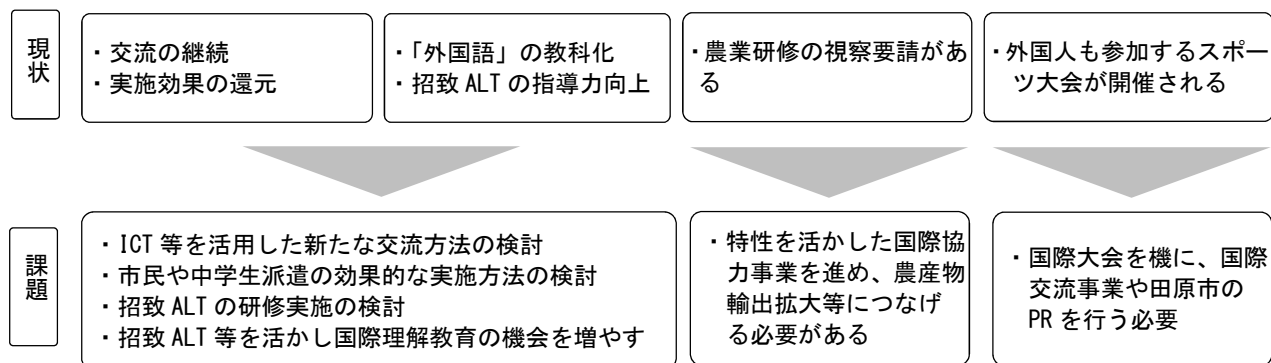 現状
・交流の継続
・実施効果の還元
・「外国語」の教科化
・招致 ALT の指導力向上
・農業研修の視察要請があ
る
・外国人も参加するスポー
ツ大会が開催される
課題
・ICT 等を活用した新たな交流方法の検討
・市民や中学生派遣の効果的な実施方法の検討
・招致 ALT の研修実施の検討
・招致 ALT 等を活かし国際理解教育の機会を増やす
・特性を活かした国際協
力事業を進め、農産物
輸出拡大等につなげ
る必要がある
・国際大会を機に、国際
交流事業や田原市の
PR を行う必要